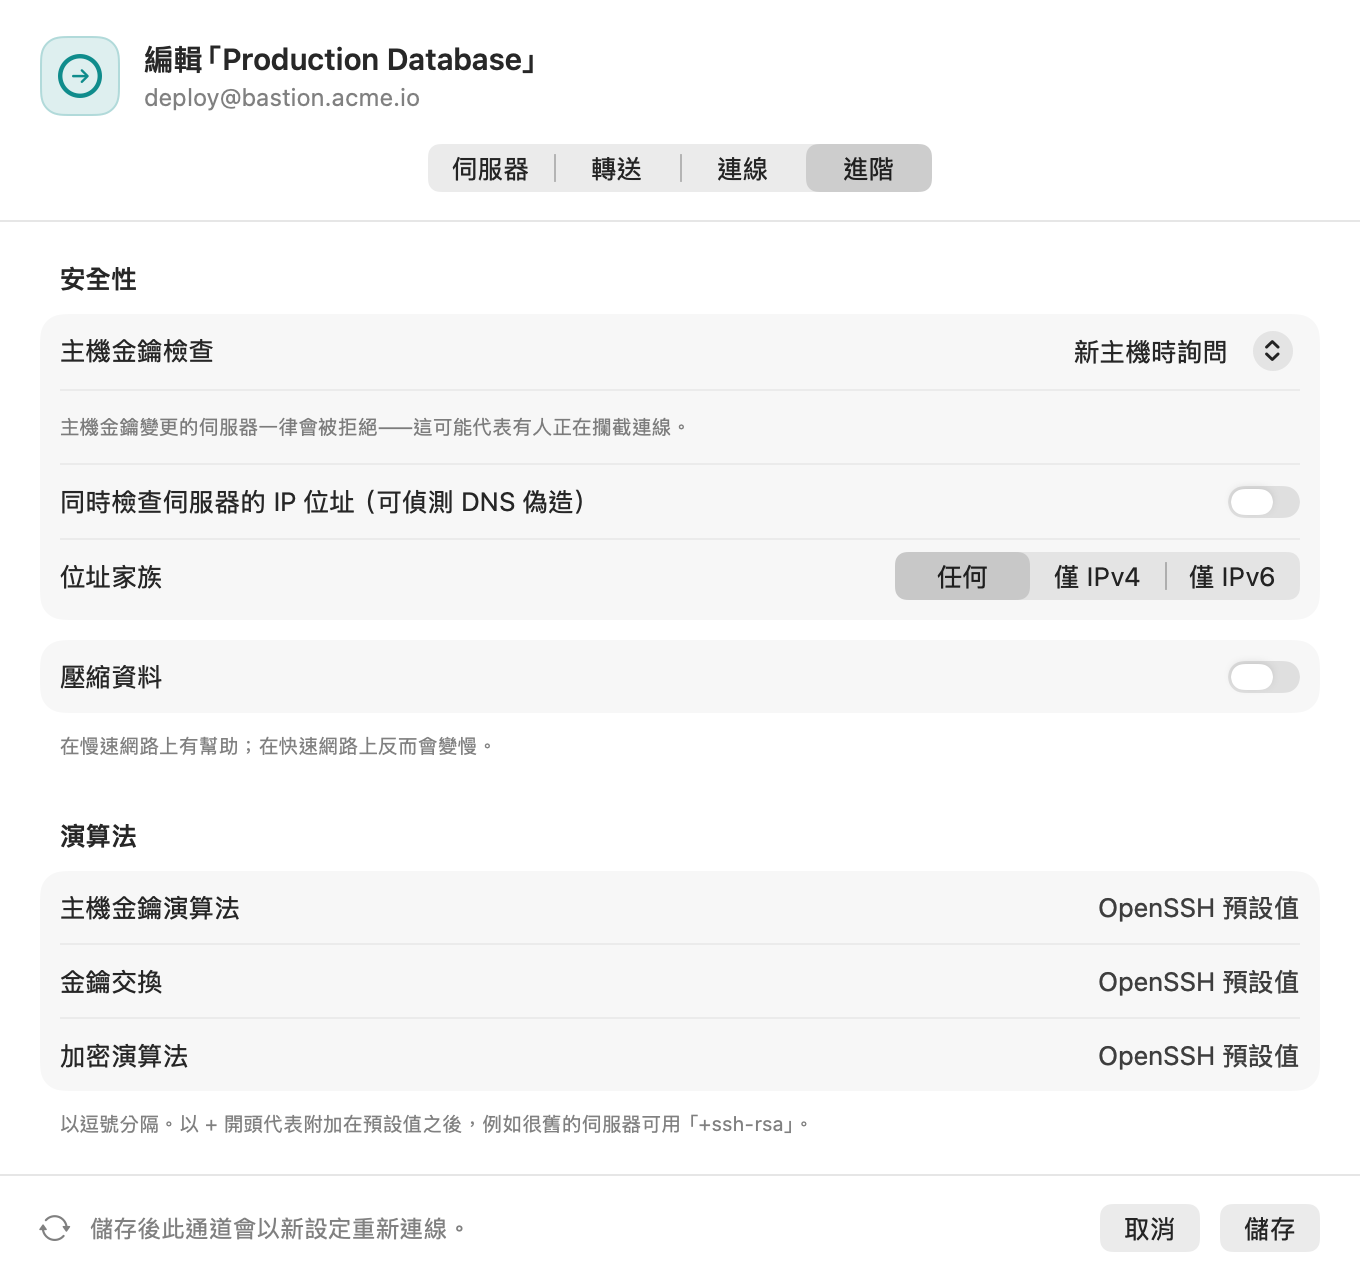 編輯「Production Database」
deploy@bastion.acme.io
伺服器 轉送 連線 進階
安全性
主機金鑰檢查 新主機時詢問
主機金鑰變更的伺服器一律會被拒絕——這可能代表有人正在攔截連線。
同時檢查伺服器的 IP 位址（可偵測 DNS 偽造）
位址家族 任何 僅 IPv4 僅 IPv6
壓縮資料
在慢速網路上有幫助；在快速網路上反而會變慢。
演算法
主機金鑰演算法 OpenSSH 預設值
金鑰交換 OpenSSH 預設值
加密演算法 OpenSSH 預設值
以逗號分隔。以 + 開頭代表附加在預設值之後，例如很舊的伺服器可用「+ssh-rsa」。
儲存後此通道會以新設定重新連線。 取消 儲存